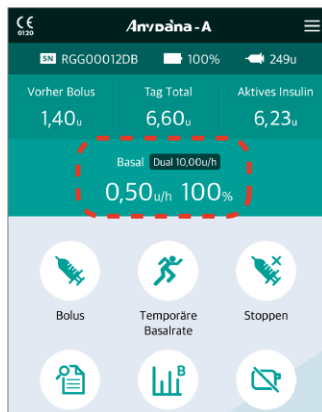 CE
0120
AnyDana-A
SN RGG00012DB 100% 249u
Vorher Bolus Tag Total Aktives Insulin
1,40u 6,60u 6,23u
Basal Dual 10,00u/h
0,50u/h 100%
Bolus Temporäre Basalrate Stoppen
B